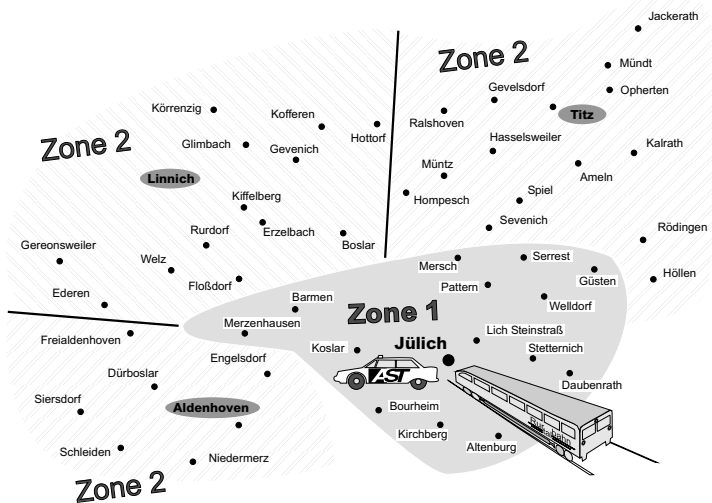 Jackerath
Zone 2
Mündt
Gevelsdorf
Opherten
Körrenzig
Kofferen
Titz
Ralshoven
Hottorf
Zone 2
Glimbach
Gevenich
Hasselsweiler
Kalrath
Müntz
Ameln
Linnich
Kiffelberg
Hompesch
Spiel
Erzelbach
Sevenich
Rurdorf
Boslar
Rödingen
Gereonsweiler
Welz
Mersch
Serrest
Floßdorf
Pattern
Güsten
Höllen
Ederen
Barmen
Zone 1
Welldorf
Merzenhausen
Lich Steinstraß
Freialdenhoven
Koslar
Jülich
Stetternich
Engelsdorf
Dürboslar
AST
Daubenrath
Siersdorf
Aldenhoven
Bourheim
Kirchberg
Altenburg
Schleiden
Niedermerz
Zone 2